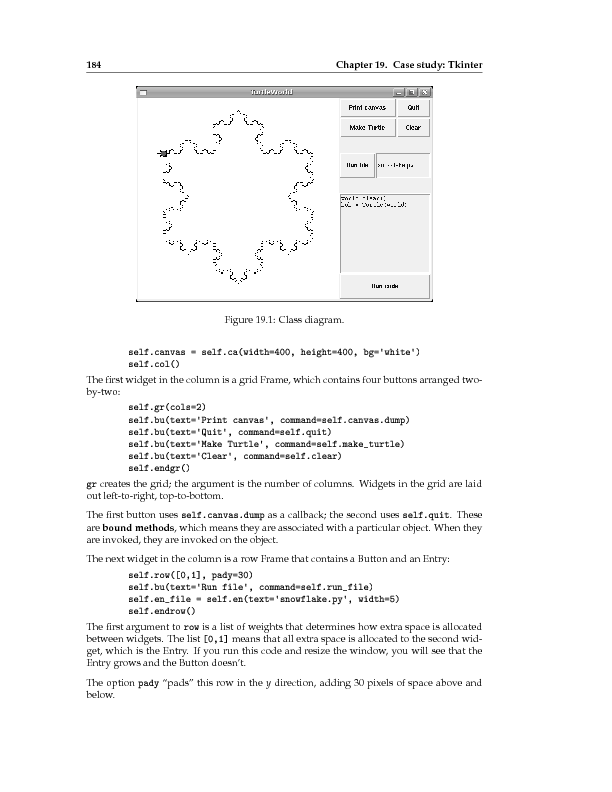 184 Chapter 19. Case study: Tkinter
TurtleWorld
Print canvas Quit
Make Turtle Clear
Run file
Run code
Figure 19.1: Class diagram.
self.canvas = self.ca(width=400, height=400, bg='white')
self.col()
The first widget in the column is a grid Frame, which contains four buttons arranged two-
by-two:
self.gr(cols=2)
self.bu(text='Print canvas', command=self.canvas.dump)
self.bu(text='Quit', command=self.quit)
self.bu(text='Make Turtle', command=self.make_turtle)
self.bu(text='Clear', command=self.clear)
self.endgr()
gr creates the grid; the argument is the number of columns. Widgets in the grid are laid
out left-to-right, top-to-bottom.
The first button uses self.canvas.dump as a callback; the second uses self.quit. These
are bound methods, which means they are associated with a particular object. When they
are invoked, they are invoked on the object.
The next widget in the column is a row Frame that contains a Button and an Entry:
self.row([0,1], pady=30)
self.bu(text='Run file', command=self.run_file)
self.en_file = self.en(text='snowflake.py', width=5)
self.endrow()
The first argument to row is a list of weights that determines how extra space is allocated
between widgets. The list [0,1] means that all extra space is allocated to the second wid-
get, which is the Entry. If you run this code and resize the window, you will see that the
Entry grows and the Button doesn't.
The option pady “pads” this row in the y direction, adding 30 pixels of space above and
below.